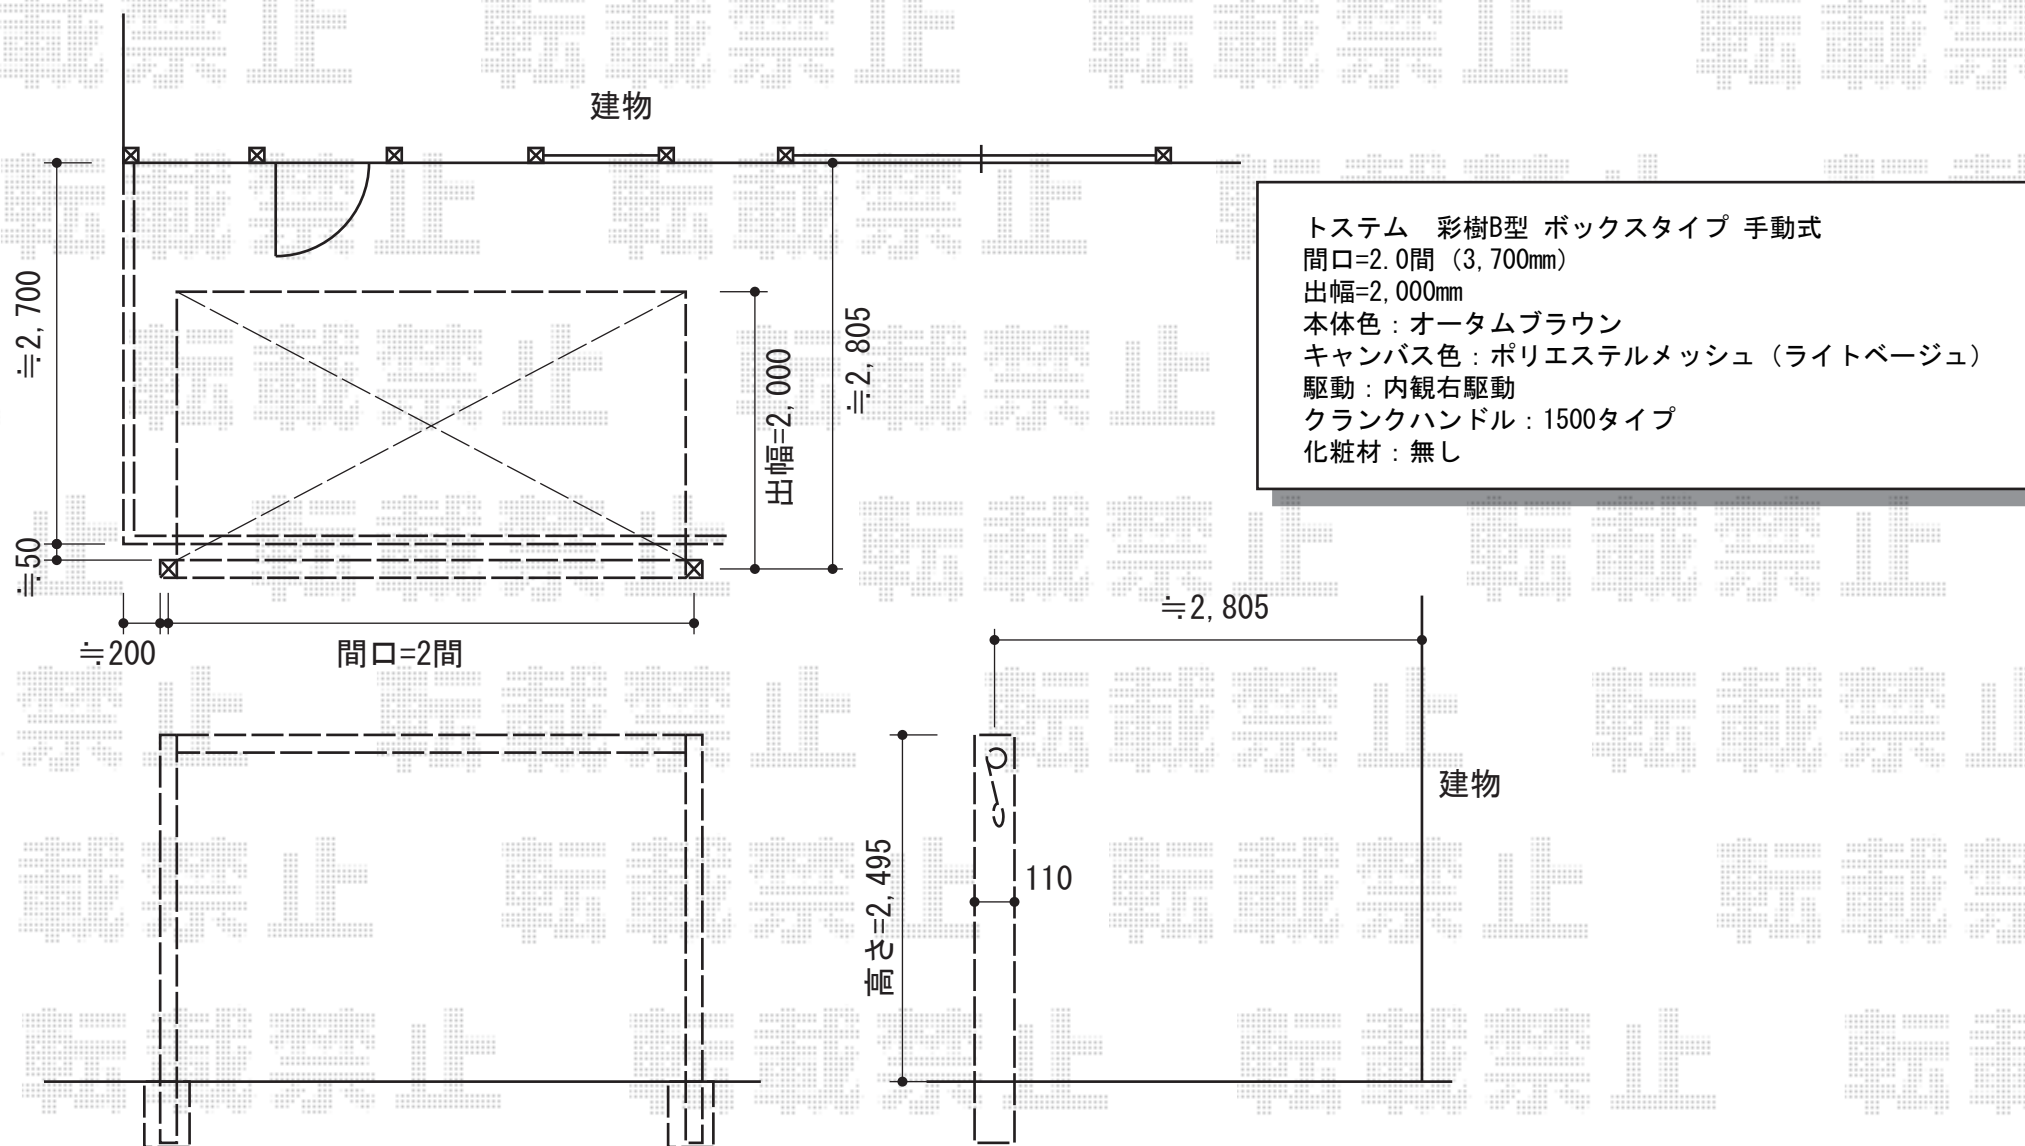 建物
トステム　彩樹B型 ボックスタイプ 手動式
間口=2.0間（3,700mm）
出幅=2,000mm
本体色：オータムブラウン
キャンバス色：ポリエステルメッシュ（ライトベージュ）
駆動：内観右駆動
クランクハンドル：1500タイプ
化粧材：無し
≒2,700
≒50
出幅=2,000
≒2,805
≒200
間口=2間
≒2,805
建物
高さ=2,495
110
転載禁止